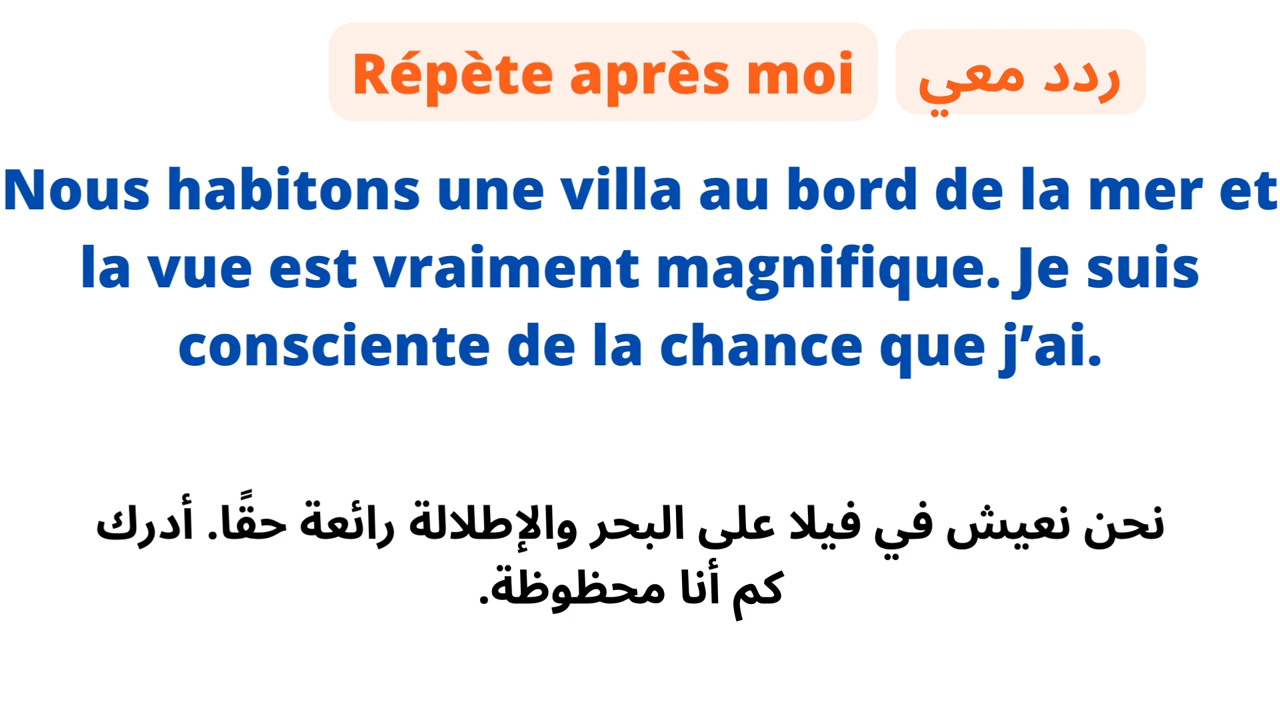 Répète après moi
ردد معي
Nous habitons une villa au bord de la mer et
la vue est vraiment magnifique. Je suis
consciente de la chance que j’ai.
نحن نعيش في فيلا على البحر والإطلالة رائعة حقًا. أدرك
كم أنا محظوظة.